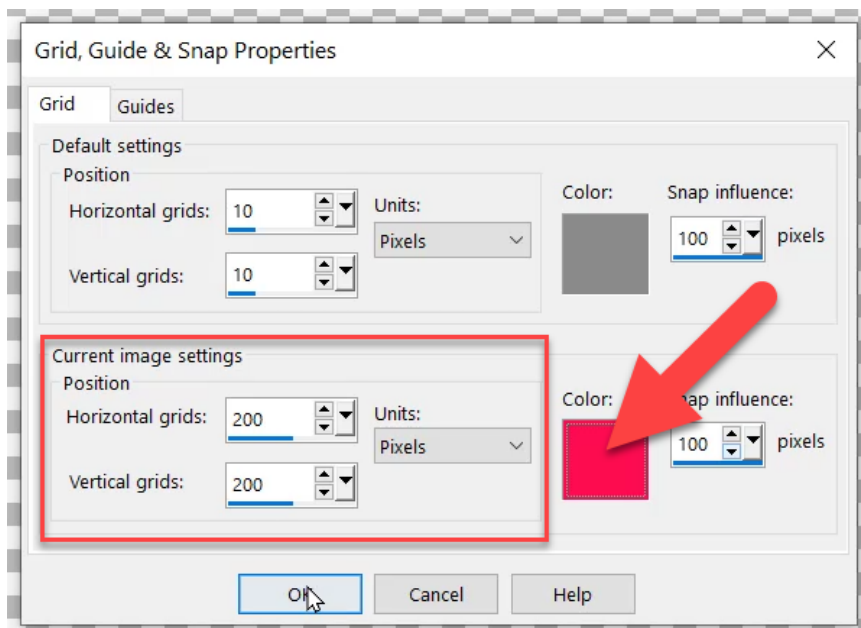 Grid, Guide & Snap Properties
Grid Guides
Default settings
Position
Horizontal grids: 10 Units: Color: Snap influence:
Pixels 100 pixels
Vertical grids: 10
Current image settings
Position
Horizontal grids: 200 Units: Color: influence:
Pixels 100 pixels
Vertical grids: 200
OK Cancel Help